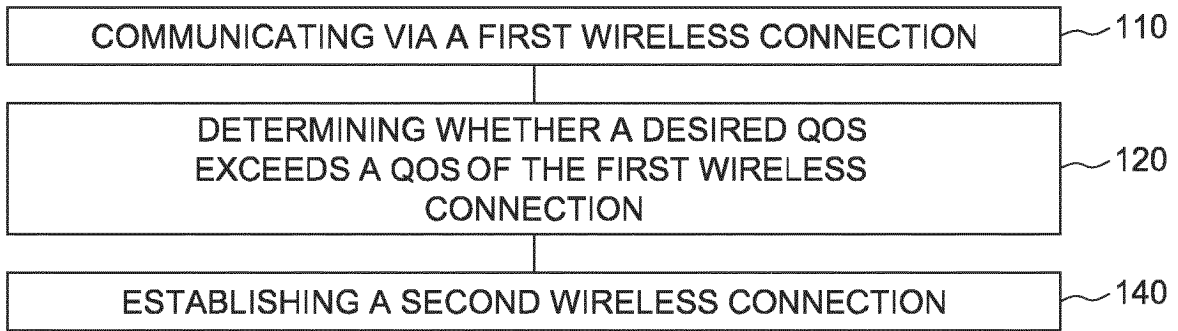 COMMUNICATING VIA A FIRST WIRELESS CONNECTION 110
DETERMINING WHETHER A DESIRED QOS
EXCEEDS A QOS OF THE FIRST WIRELESS
CONNECTION
120
ESTABLISHING A SECOND WIRELESS CONNECTION 140